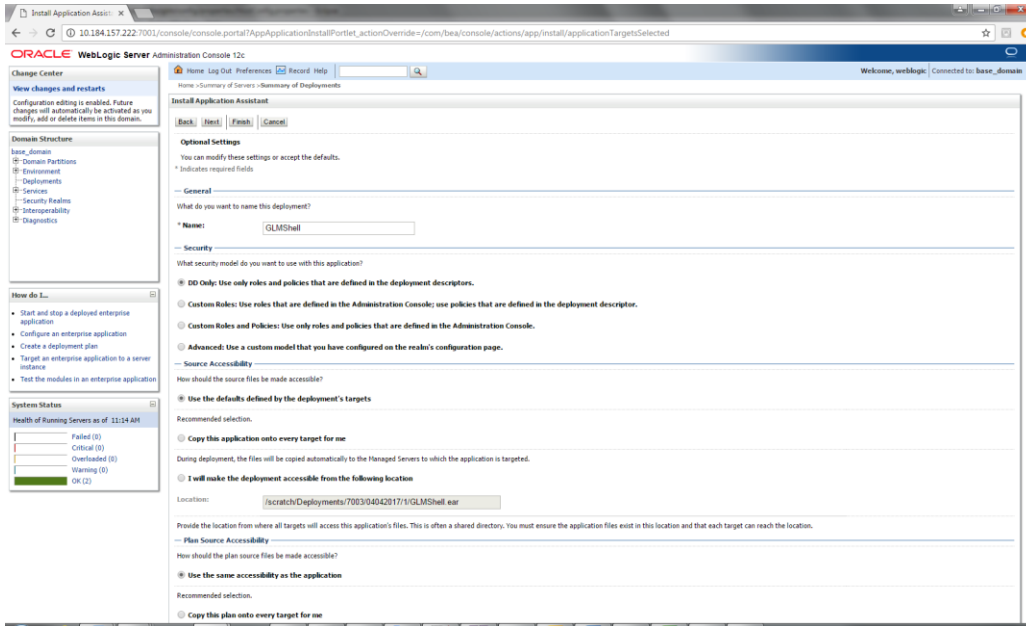 Install Application Assist
10.184.157.222:7001/console/console.portal?AppApplicationInstallPortlet_actionOverride=/com/bea/console/actions/app/install/applicationTargetsSelected
ORACLE WebLogic Server Administration Console 12c
Change Center
View changes and restarts
Configuration editing is enabled. Future
changes will automatically be activated as you
modify, add or delete items in this domain.
Domain Structure
base_domain
Domain Partitions
Environment
Deployments
Services
Security Realms
Interoperability
Diagnostics
How do I...
Start and stop a deployed enterprise
application
Configure an enterprise application
Create a deployment plan
Target an enterprise application to a server
instance
Test the modules in an enterprise application
System Status
Health of Running Servers as of 11:14 AM
Failed (0)
Critical (0)
Overloaded (0)
Warning (0)
OK (2)
Home Log Out Preferences Record Help
Welcome, weblogic Connected to: base_domain
Home >Summary of Servers >Summary of Deployments
Install Application Assistant
Back Next Finish Cancel
Optional Settings
You can modify these settings or accept the defaults.
* Indicates required fields
General
What do you want to name this deployment?
* Name: GLMShell
Security
What security model do you want to use with this application?
DD Only: Use only roles and policies that are defined in the deployment descriptors.
Custom Roles: Use roles that are defined in the Administration Console; use policies that are defined in the deployment descriptor.
Custom Roles and Policies: Use only roles and policies that are defined in the Administration Console.
Advanced: Use a custom model that you have configured on the realm's configuration page.
Source Accessibility
How should the source files be made accessible?
Use the defaults defined by the deployment's targets
Recommended selection.
Copy this application onto every target for me
During deployment, the files will be copied automatically to the Managed Servers to which the application is targeted.
I will make the deployment accessible from the following location
Location: /scratch/Deployments/7003/04042017/1/GLMShell.ear
Provide the location from where all targets will access this application's files. This is often a shared directory. You must ensure the application files exist in this location and that each target can reach the location.
Plan Source Accessibility
How should the plan source files be made accessible?
Use the same accessibility as the application
Recommended selection.
Copy this plan onto every target for me